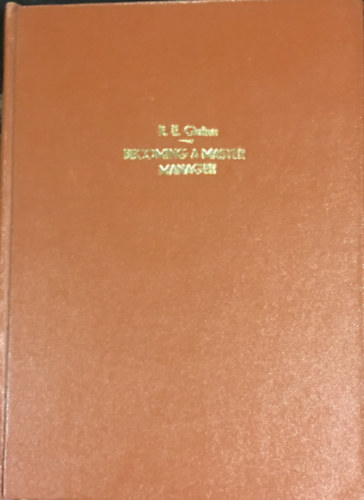 R. E. Quinn
BECOMING A MASTER
MANAGER